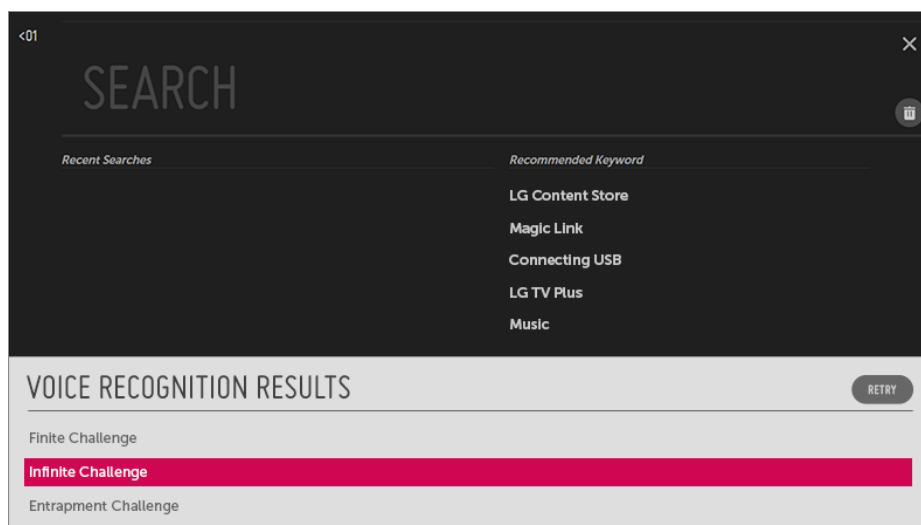 <01
SEARCH
Recent Searches
Recommended Keyword
LG Content Store
Magic Link
Connecting USB
LG TV Plus
Music
VOICE RECOGNITION RESULTS
RETRY
Finite Challenge
Infinite Challenge
Entrapment Challenge